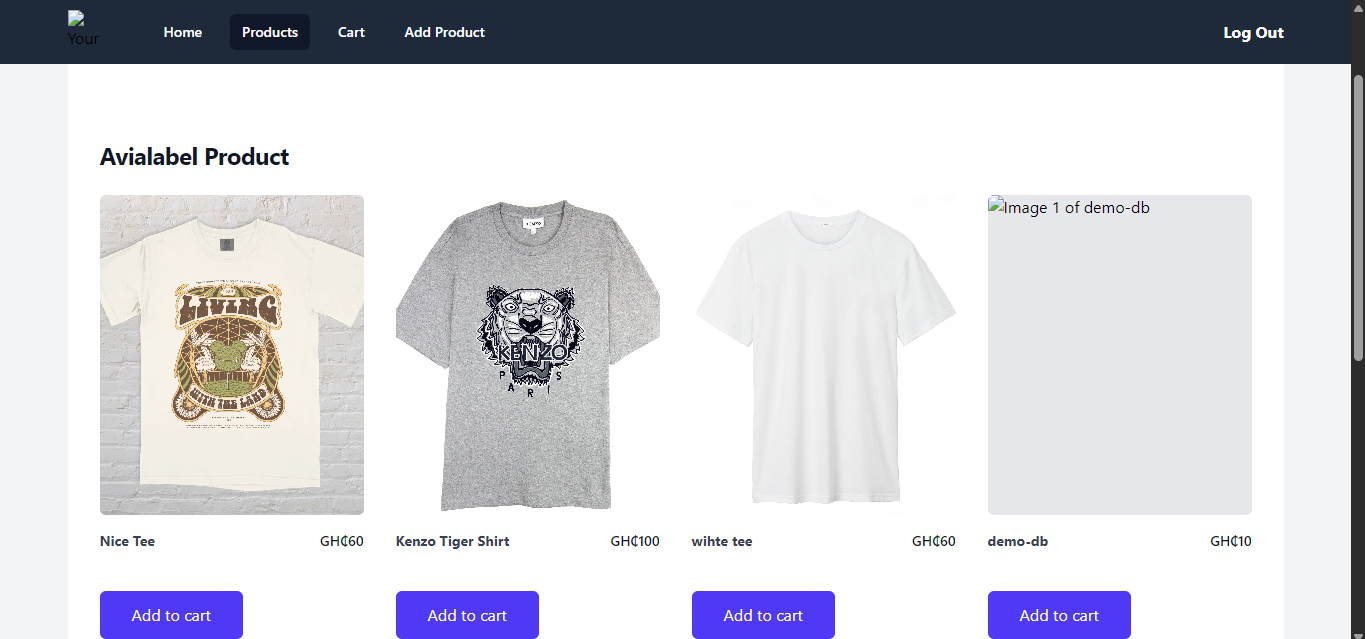 Your
Home
Products
Cart
Add Product
Log Out
Avialabel Product
LIVING
WITH THE LAND
KENZO
PARIS
Image 1 of demo-db
Nice Tee
GH₵60
Kenzo Tiger Shirt
GH₵100
wihte tee
GH₵60
demo-db
GH₵10
Add to cart
Add to cart
Add to cart
Add to cart